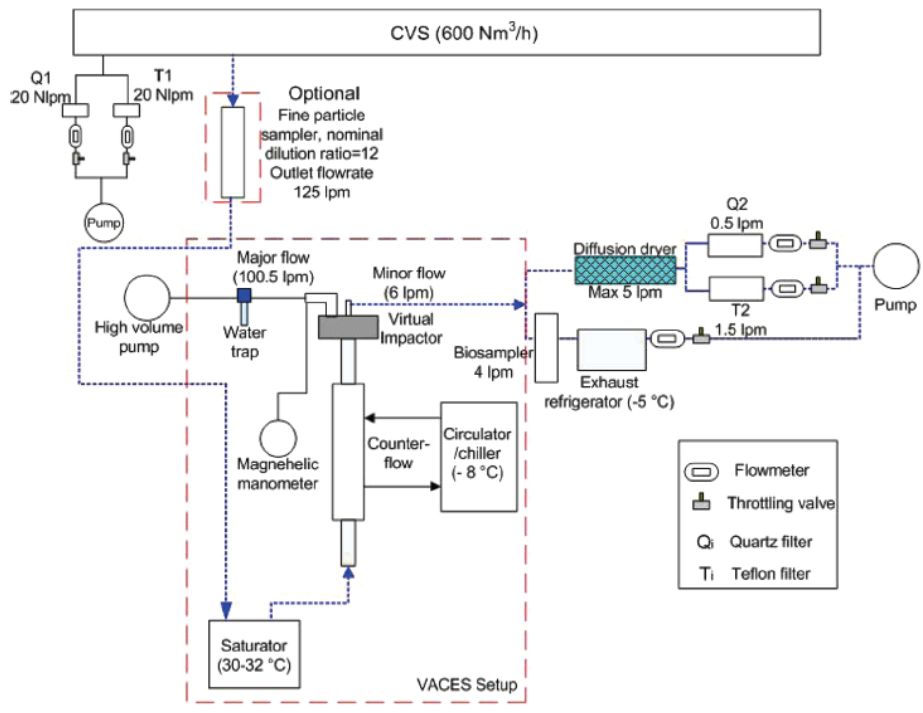 CVS (600 Nm³/h)
Q1
20 Nlpm
T1
20 Nlpm
Pump
Optional
Fine particle
sampler, nominal
dilution ratio=12
Outlet flowrate
125 lpm
Major flow
(100.5 lpm)
Minor flow
(6 lpm)
High volume
pump
Water
trap
Virtual
Impactor
Magnehelic
manometer
Counter-
flow
Circulator
/chiller
(- 8 °C)
Saturator
(30-32 °C)
VACES Setup
Diffusion dryer
Max 5 lpm
Q2
0.5 lpm
T2
1.5 lpm
Pump
Biosampler
4 lpm
Exhaust
refrigerator (-5 °C)
Flowmeter
Throttling valve
Qi Quartz filter
Ti Teflon filter